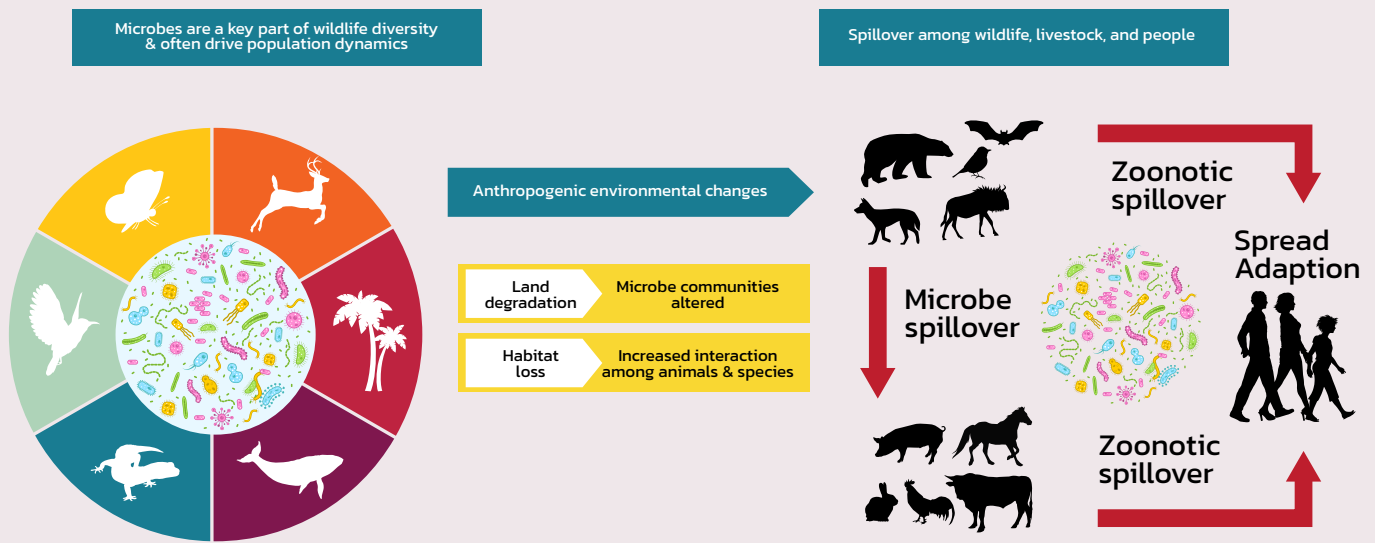 Microbes are a key part of wildlife diversity
& often drive population dynamics
Spillover among wildlife, livestock, and people
Anthropogenic environmental changes
Land
degradation
Microbe communities
altered
Habitat
loss
Increased interaction
among animals & species
Zoonotic
spillover
Microbe
spillover
Spread
Adaption
Zoonotic
spillover